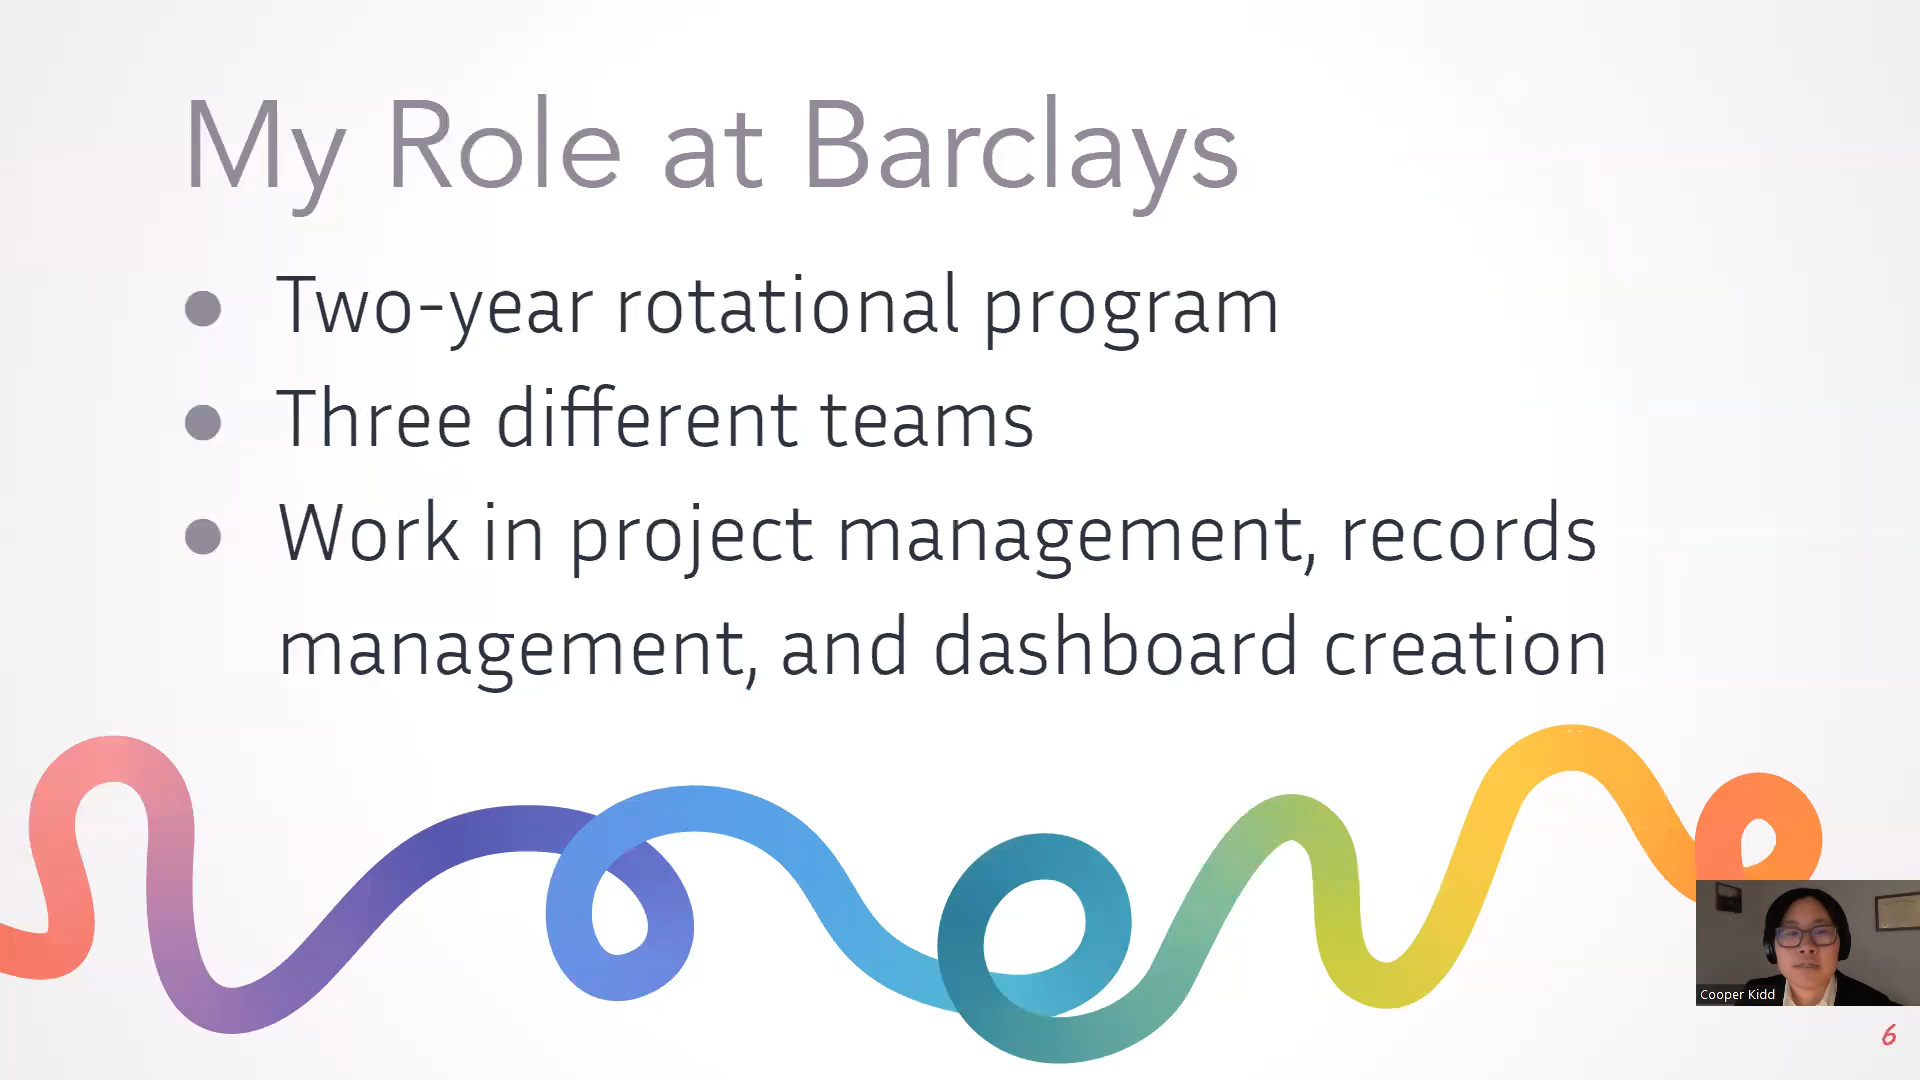 My Role at Barclays
● Two-year rotational program
● Three different teams
● Work in project management, records
management, and dashboard creation
Cooper Kidd
6